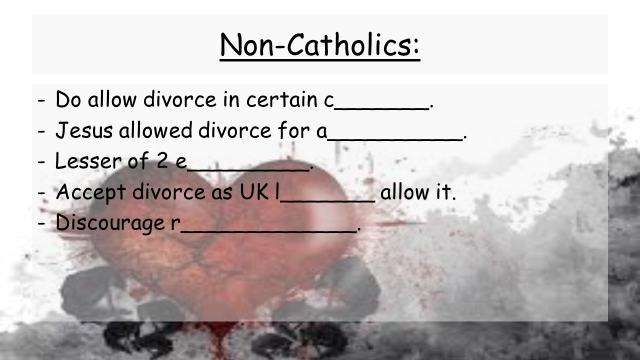 Non-Catholics:
- Do allow divorce in certain c_______.
- Jesus allowed divorce for a__________.
- Lesser of 2 e_________.
- Accept divorce as UK l_______ allow it.
- Discourage r_____________.